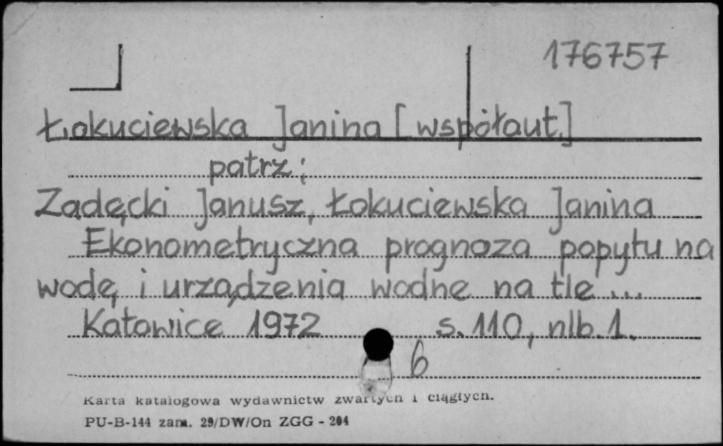 176757
Łokuciewska Janina [współaut.]
patrz:
Zadęcki Janusz, Łokuciewska Janina
Ekonometryczna prognoza popytu na
wodę i urządzenia wodne na tle ...
Katowice 1972 s. 110, nlb. 1.
6
Karta katalogowa wydawnictw zwartych i ciągłych.
PU-B-144 zam. 29/DW/On ZGG - 204